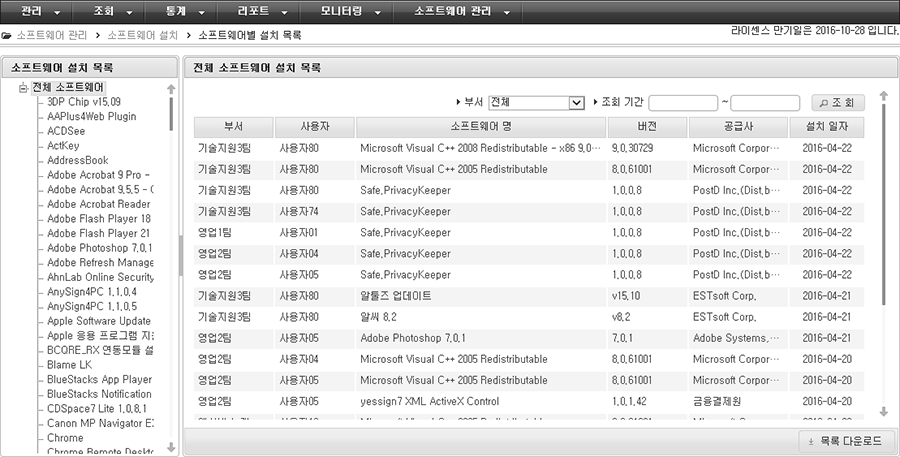 관리 조회 통계 리포트 모니터링 소프트웨어 관리
소프트웨어 관리 소프트웨어 설치 소프트웨어별 설치 목록 라이센스 만기일은 2016-10-28 입니다.
소프트웨어 설치 목록
전체 소프트웨어
3DP Chip v15.09
AAPlus4Web Plugin
ACDSee
ActKey
AddressBook
Adobe Acrobat 9 Pro -
Adobe Acrobat 9.5.5 -
Adobe Acrobat Reader
Adobe Flash Player 18
Adobe Flash Player 21
Adobe Photoshop 7.0.1
Adobe Refresh Manage
AhnLab Online Security
AnySign4PC 1.1.0.4
AnySign4PC 1.1.0.5
Apple Software Update
Apple 응용 프로그램
BCQRE_RX 연동모듈 설
Blame LK
BlueStacks App Player
BlueStacks Notification
CDSpace7 Lite 1.0.8.1
Canon MP Navigator
Chrome
Chrome Remote
전체 소프트웨어 설치 목록
부서 전체 조회 기간 ~ 조 회
부서 사용자 소프트웨어 명 버전 공급사 설치 일자
기술지원3팀 사용자80 Microsoft Visual C++ 2008 Redistributable - x86 9.0… 9.0.30729 Microsoft Corpor… 2016-04-22
기술지원3팀 사용자80 Microsoft Visual C++ 2005 Redistributable 8.0.61001 Microsoft Corpor… 2016-04-22
기술지원3팀 사용자80 Safe.PrivacyKeeper 1.0.0.8 PostD Inc.(Dist.b… 2016-04-22
기술지원3팀 사용자74 Safe.PrivacyKeeper 1.0.0.8 PostD Inc.(Dist.b… 2016-04-22
영업1팀 사용자01 Safe.PrivacyKeeper 1.0.0.8 PostD Inc.(Dist.b… 2016-04-22
영업2팀 사용자04 Safe.PrivacyKeeper 1.0.0.8 PostD Inc.(Dist.b… 2016-04-22
영업2팀 사용자05 Safe.PrivacyKeeper 1.0.0.8 PostD Inc.(Dist.b… 2016-04-22
기술지원3팀 사용자80 알툴즈 업데이트 v15.10 ESTsoft Corp. 2016-04-21
기술지원3팀 사용자80 알씨 8.2 v8.2 ESTsoft Corp. 2016-04-21
영업2팀 사용자05 Adobe Photoshop 7.0.1 7.0.1 Adobe Systems,… 2016-04-21
영업2팀 사용자04 Microsoft Visual C++ 2005 Redistributable 8.0.61001 Microsoft Corpor… 2016-04-20
영업2팀 사용자05 Microsoft Visual C++ 2005 Redistributable 8.0.61001 Microsoft Corpor… 2016-04-20
영업2팀 사용자05 yessign7 XML ActiveX Control 1.0.1.42 금융결제원 2016-04-20
목록 다운로드